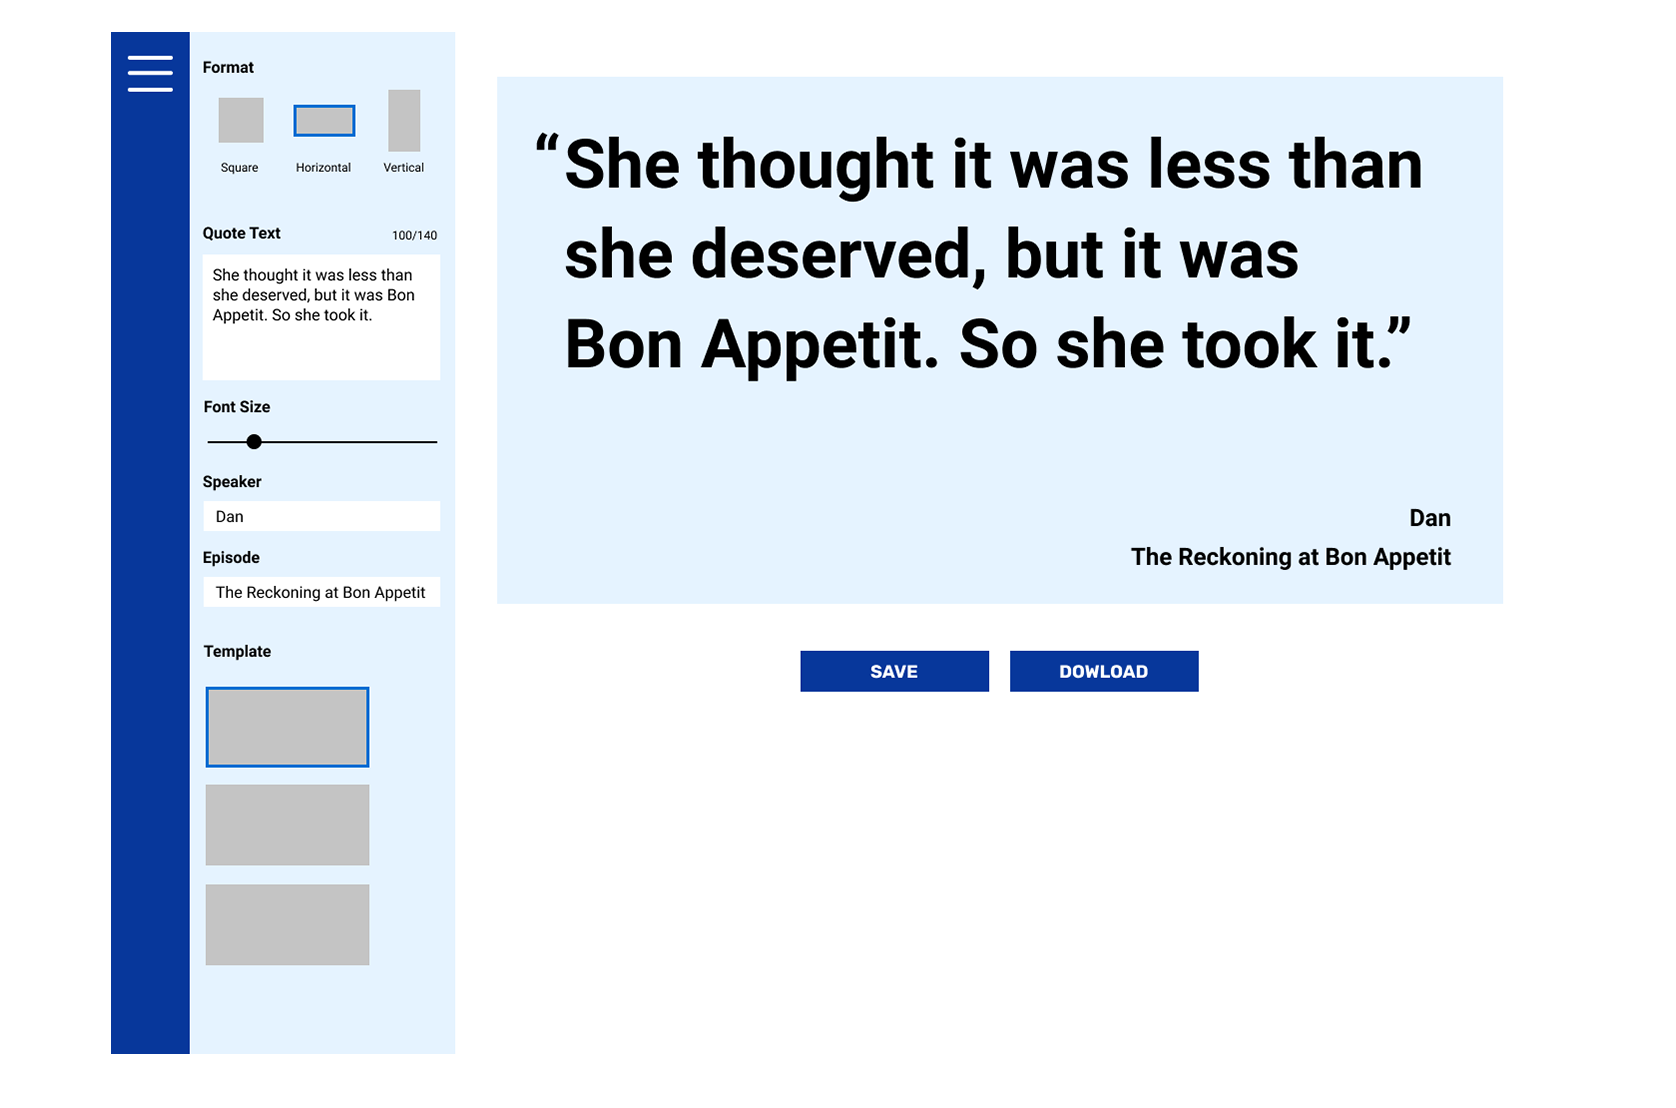 Format
Square
Horizontal
Vertical
Quote Text
100/140
She thought it was less than
she deserved, but it was Bon
Appetit. So she took it.
Font Size
Speaker
Dan
Episode
The Reckoning at Bon Appetit
Template
“She thought it was less than
she deserved, but it was
Bon Appetit. So she took it.”
Dan
The Reckoning at Bon Appetit
SAVE
DOWLOAD